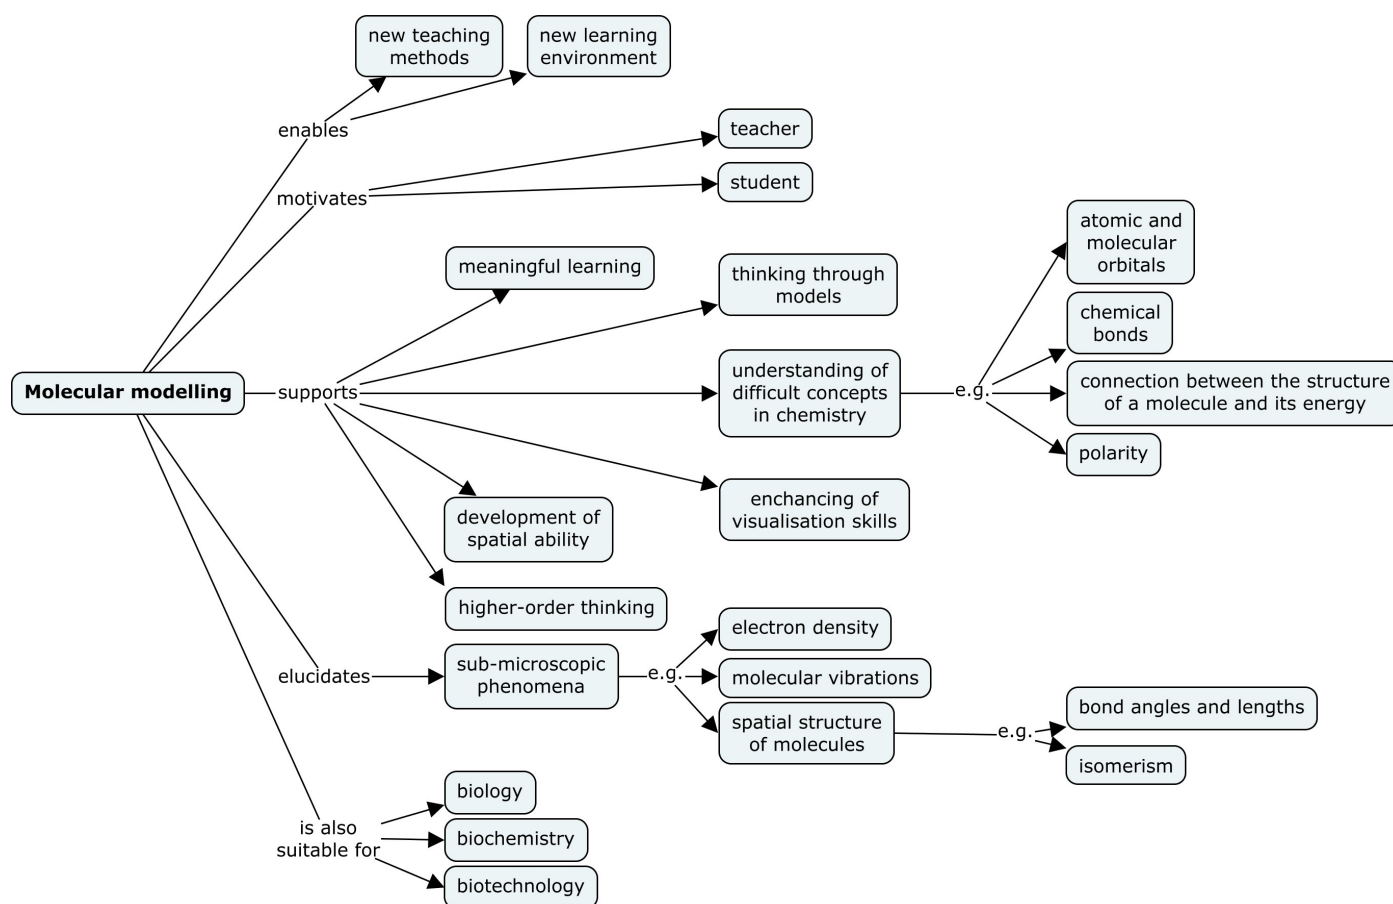 new teaching
methods
new learning
environment
enables
teacher
motivates
student
atomic and
molecular
orbitals
meaningful learning
thinking through
models
chemical
bonds
Molecular modelling
supports
understanding of
difficult concepts
in chemistry
e.g.
connection between the structure
of a molecule and its energy
polarity
enchancing of
visualisation skills
development of
spatial ability
higher-order thinking
electron density
elucidates
sub-microscopic
phenomena
e.g.
molecular vibrations
spatial structure
of molecules
e.g.
bond angles and lengths
isomerism
is also
suitable for
biology
biochemistry
biotechnology